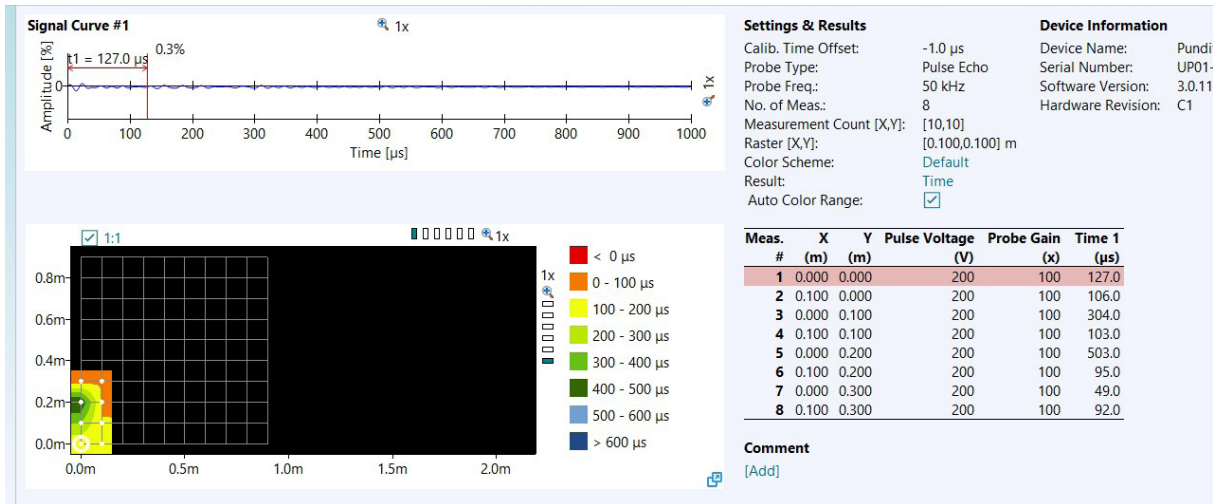 Signal Curve #1
1x
0.3%
t1 = 127.0 µs
Amplitude [%]
0
1x
0 100 200 300 400 500 600 700 800 900 1000
Time [µs]
1:1
1x
0.8m
0.6m
0.4m
0.2m
0.0m
0.0m 0.5m 1.0m 1.5m 2.0m
1x
< 0 µs
0 - 100 µs
100 - 200 µs
200 - 300 µs
300 - 400 µs
400 - 500 µs
500 - 600 µs
> 600 µs
Settings & Results
Calib. Time Offset: -1.0 µs
Probe Type: Pulse Echo
Probe Freq.: 50 kHz
No. of Meas.: 8
Measurement Count [X,Y]: [10,10]
Raster [X,Y]: [0.100,0.100] m
Color Scheme: Default
Result: Time
Auto Color Range:
Device Information
Device Name: Pundi
Serial Number: UP01-
Software Version: 3.0.11
Hardware Revision: C1
Meas. X Y Pulse Voltage Probe Gain Time 1
# (m) (m) (V) (x) (µs)
1 0.000 0.000 200 100 127.0
2 0.100 0.000 200 100 106.0
3 0.000 0.100 200 100 304.0
4 0.100 0.100 200 100 103.0
5 0.000 0.200 200 100 503.0
6 0.100 0.200 200 100 95.0
7 0.000 0.300 200 100 49.0
8 0.100 0.300 200 100 92.0
Comment
[Add]